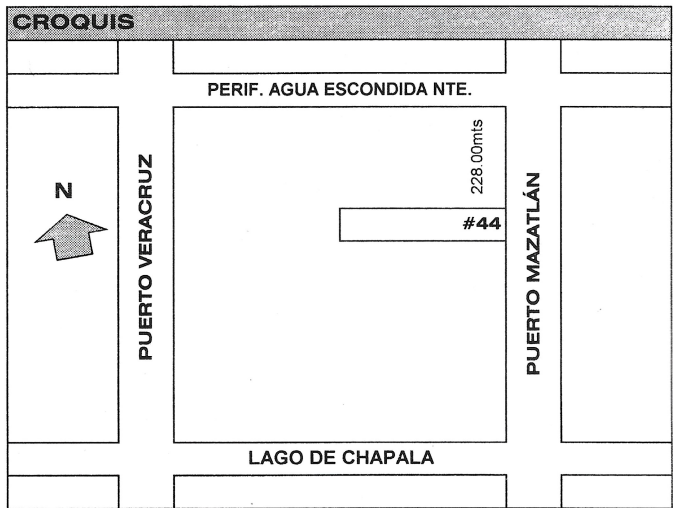 CROQUIS
PERIF. AGUA ESCONDIDA NTE.
228.00mts
N
PUERTO VERACRUZ
#44
PUERTO MAZATLÁN
LAGO DE CHAPALA